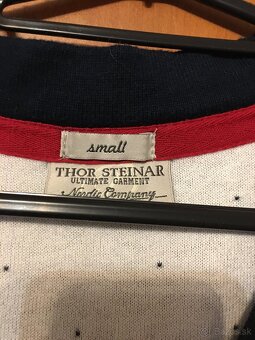 small
THOR STEINAR
ULTIMATE GARMENT
Nordic Company